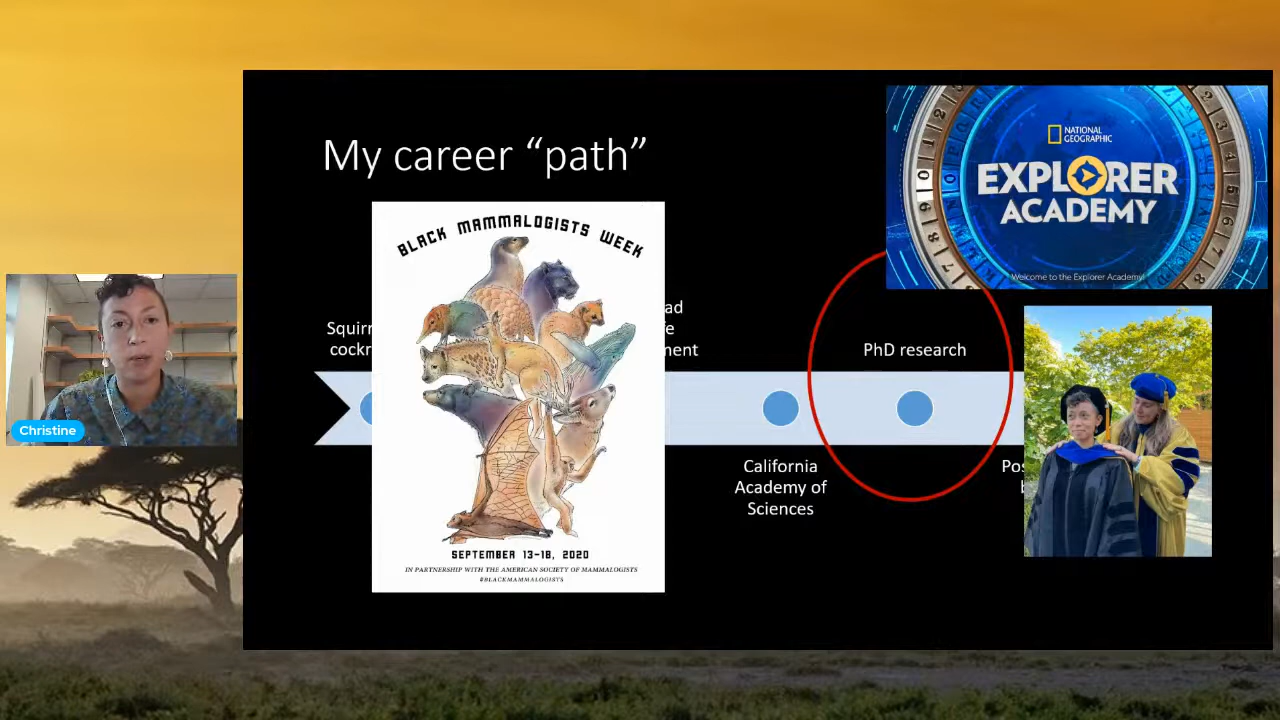 My career “path”
NATIONAL
GEOGRAPHIC
EXPLORER
ACADEMY
Welcome to the Explorer Academy!
BLACK MAMMALOGISTS WEEK
SEPTEMBER 13-18, 2020
IN PARTNERSHIP WITH THE AMERICAN SOCIETY OF MAMMALOGISTS
#BLACKMAMMALOGISTS
PhD research
California
Academy of
Sciences
Christine